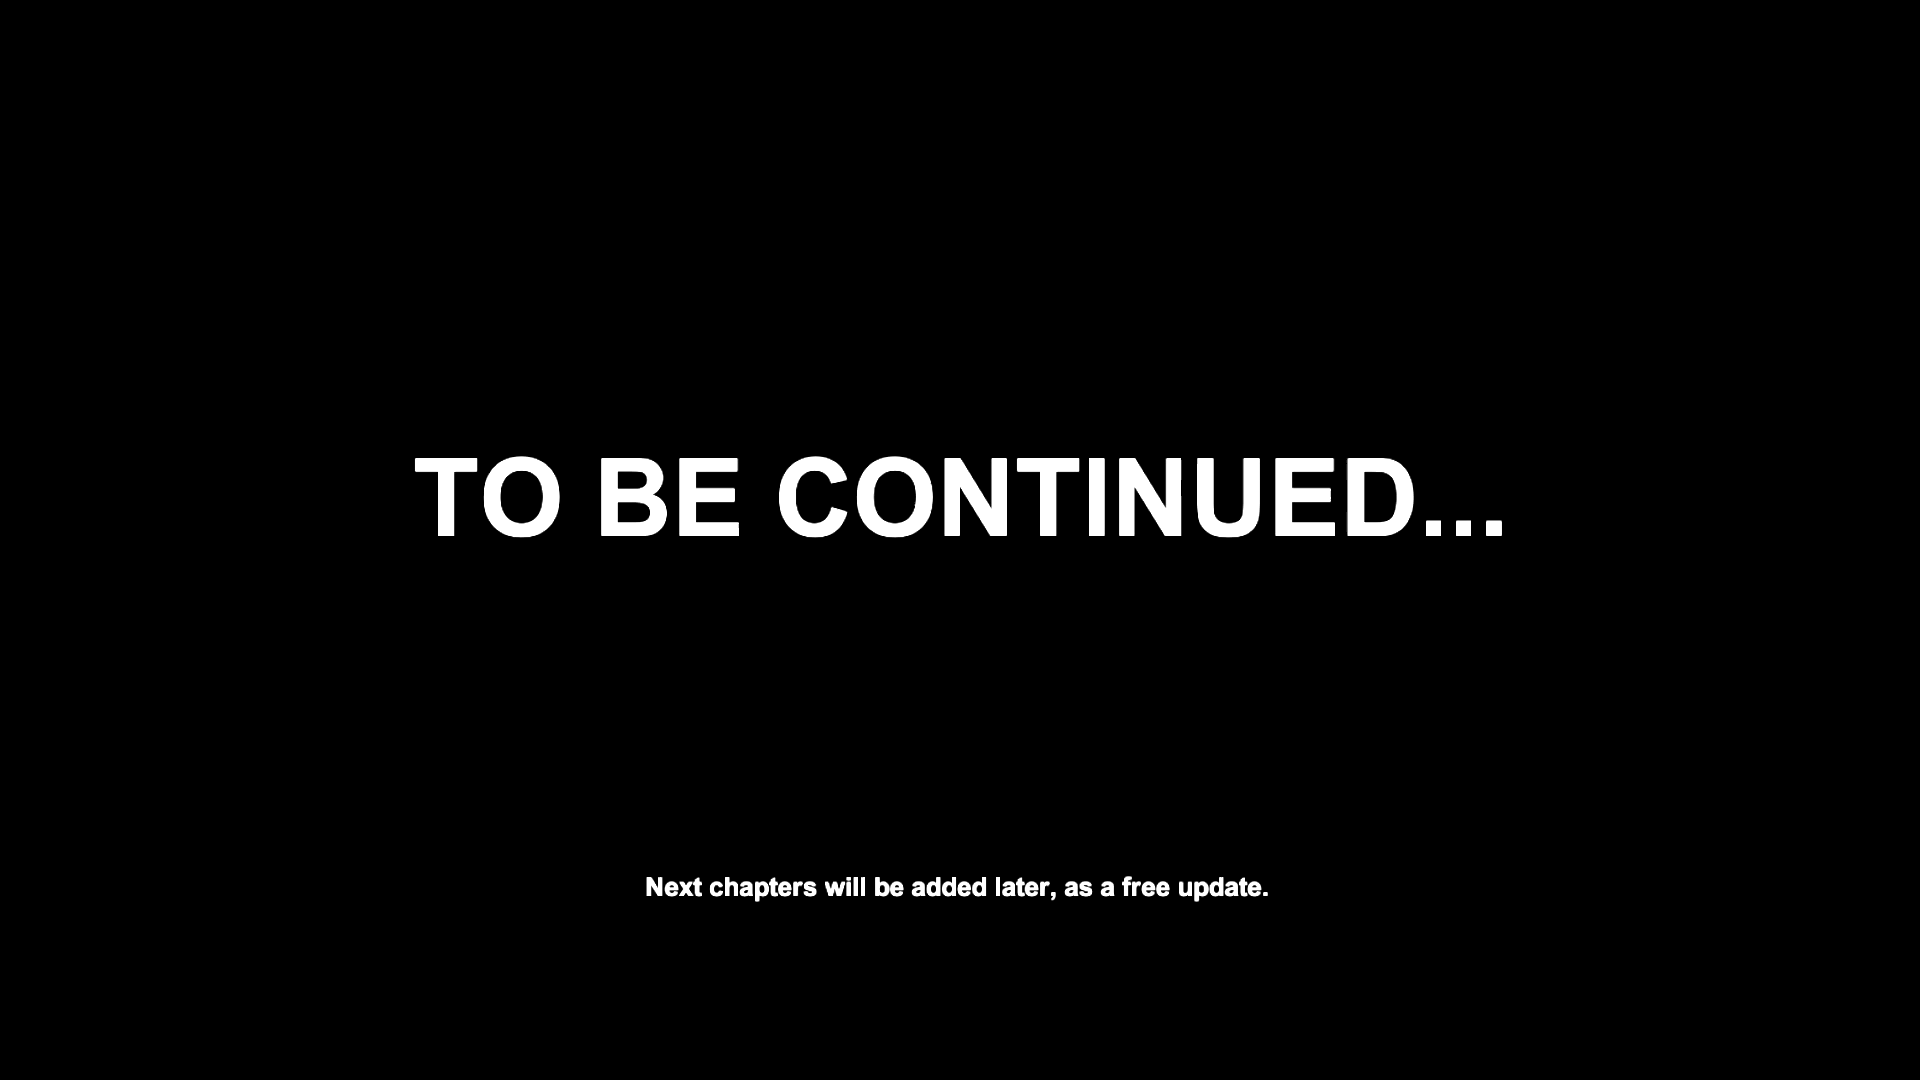 TO BE CONTINUED...
Next chapters will be added later, as a free update.